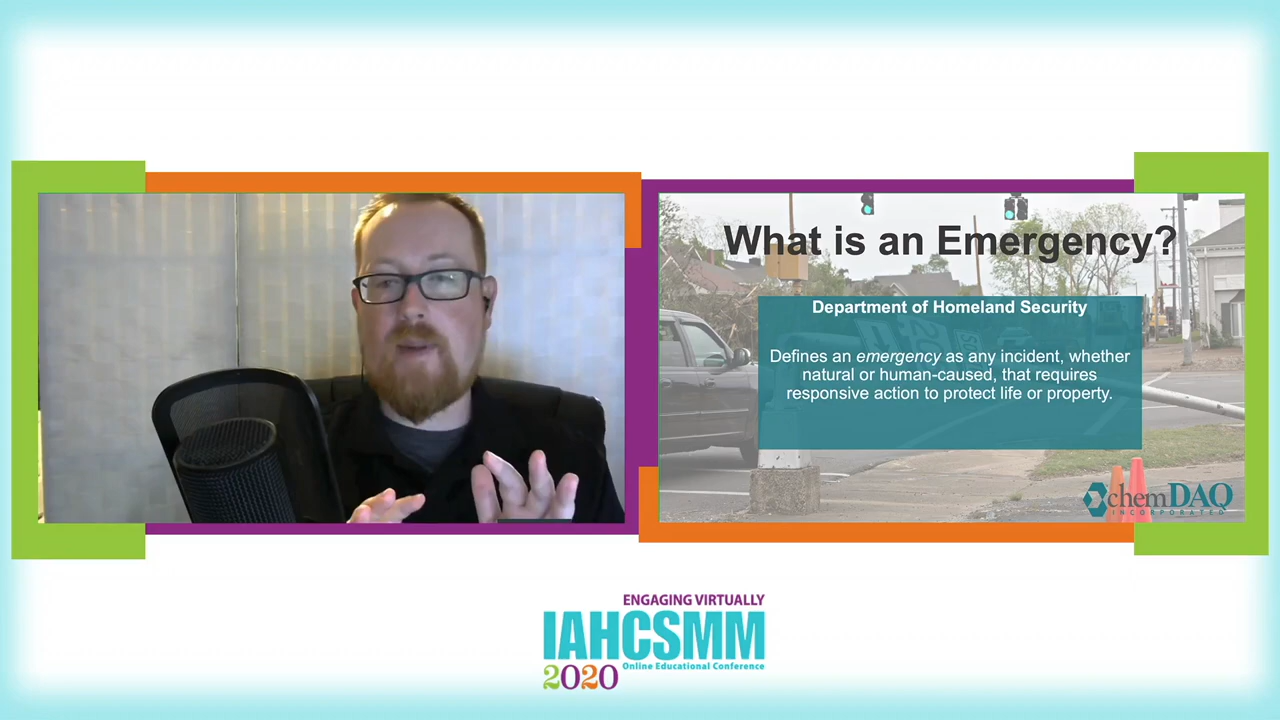 What is an Emergency?
Department of Homeland Security
Defines an emergency as any incident, whether
natural or human-caused, that requires
responsive action to protect life or property.
chemDAQ
INCORPORATED
ENGAGING VIRTUALLY
IAHCSMM
Online Educational Conference
2020